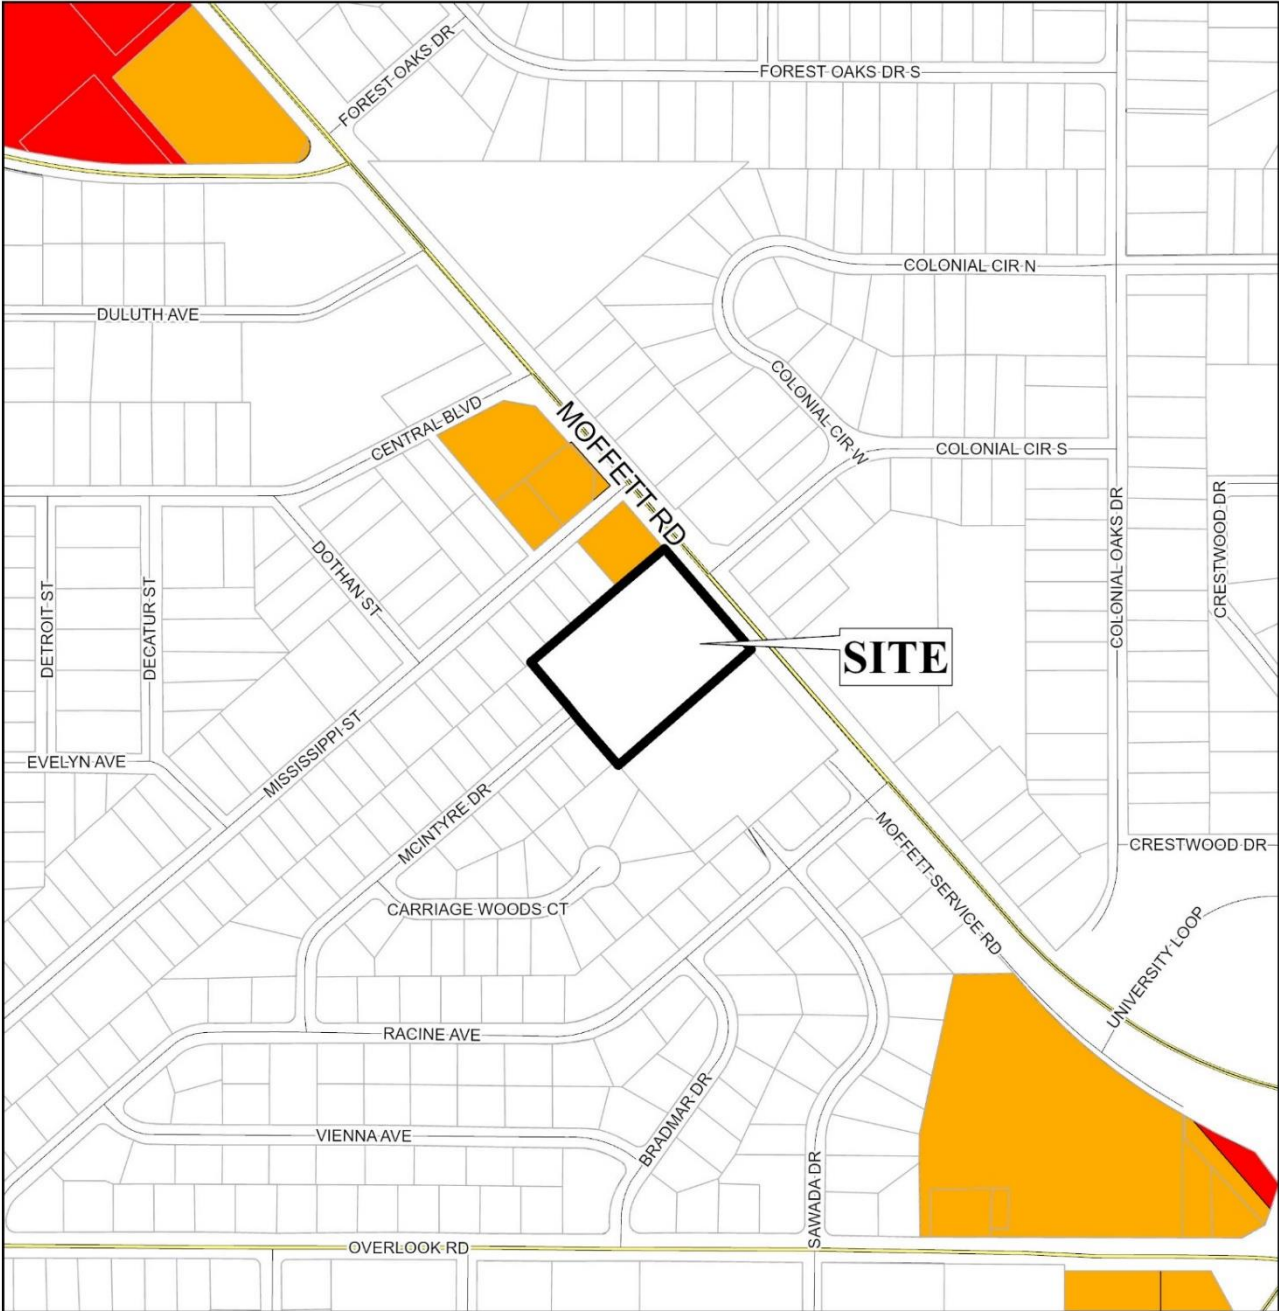 FOREST OAKS DR
FOREST OAKS DR S
COLONIAL CIR N
DULUTH AVE
COLONIAL CIR W
CENTRAL BLVD
MOFFETT RD
COLONIAL CIR S
COLONIAL OAKS DR
CRESTWOOD DR
DOTHAN ST
DETROIT ST
DECATUR ST
SITE
MISSISSIPPI ST
EVELYN AVE
MCINTYRE DR
MOFFETT SERVICE RD
CRESTWOOD DR
CARRIAGE WOODS CT
UNIVERSITY LOOP
RACINE AVE
BRADMAR DR
VIENNA AVE
SAWADA DR
OVERLOOK RD